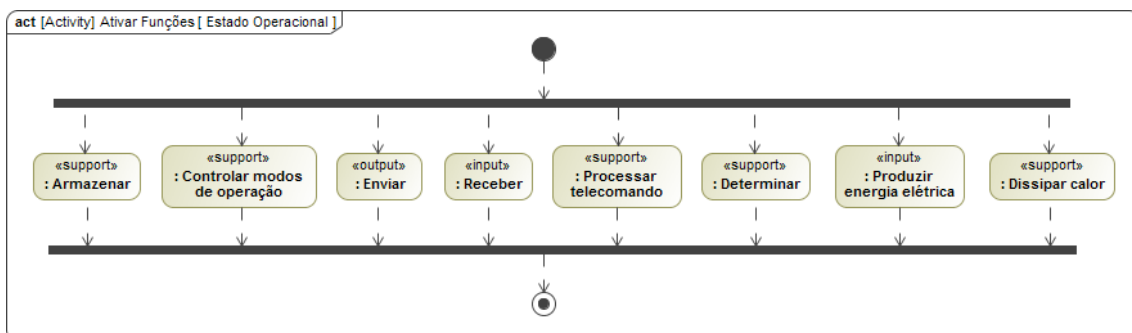 act [Activity] Ativar Funções [ Estado Operacional ]
«support»
: Armazenar
«support»
: Controlar modos
de operação
«output»
: Enviar
«input»
: Receber
«support»
: Processar
telecomando
«support»
: Determinar
«input»
: Produzir
energia elétrica
«support»
: Dissipar calor